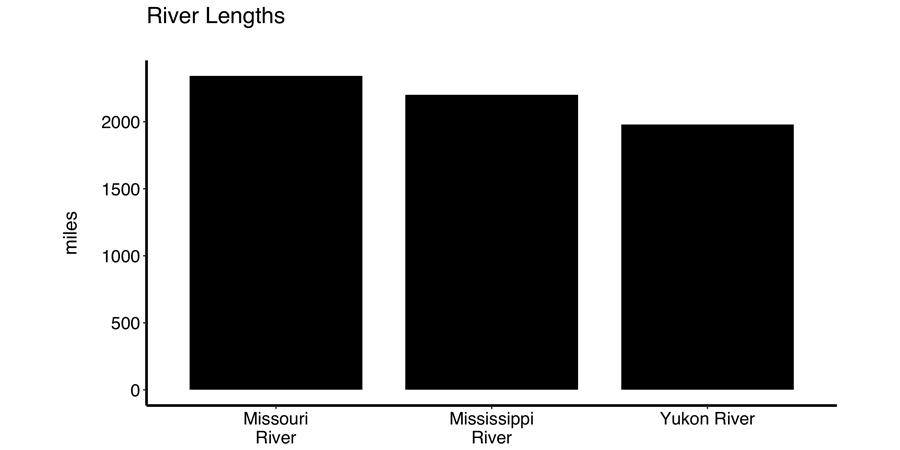 River Lengths
2000
1500
1000
500
0
miles
Missouri
River
Mississippi
River
Yukon River